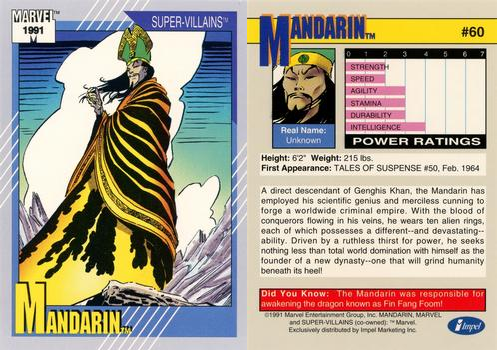 MARVEL™
1991
SUPER-VILLAINS™
MANDARIN™
MANDARIN™
#60
0 1 2 3 4 5 6 7
STRENGTH
SPEED
AGILITY
STAMINA
DURABILITY
INTELLIGENCE
POWER RATINGS
Real Name:
Unknown
Height: 6'2" Weight: 215 lbs.
First Appearance: TALES OF SUSPENSE #50, Feb. 1964
A direct descendant of Genghis Khan, the Mandarin has
employed his scientific genius and merciless cunning to
forge a worldwide criminal empire. With the blood of
conquerors flowing in his veins, he wears ten alien rings,
each of which possesses a different--and devastating--
ability. Driven by a ruthless thirst for power, he seeks
nothing less than total world domination with himself as the
founder of a new dynasty--one that will grind humanity
beneath its heel!
Did You Know: The Mandarin was responsible for
awakening the dragon known as Fin Fang Foom!
©1991 Marvel Entertainment Group, Inc. MANDARIN, MARVEL
and SUPER-VILLAINS (co-owned): ™ Marvel.
Exclusively distributed by Impel Marketing Inc.
Impel